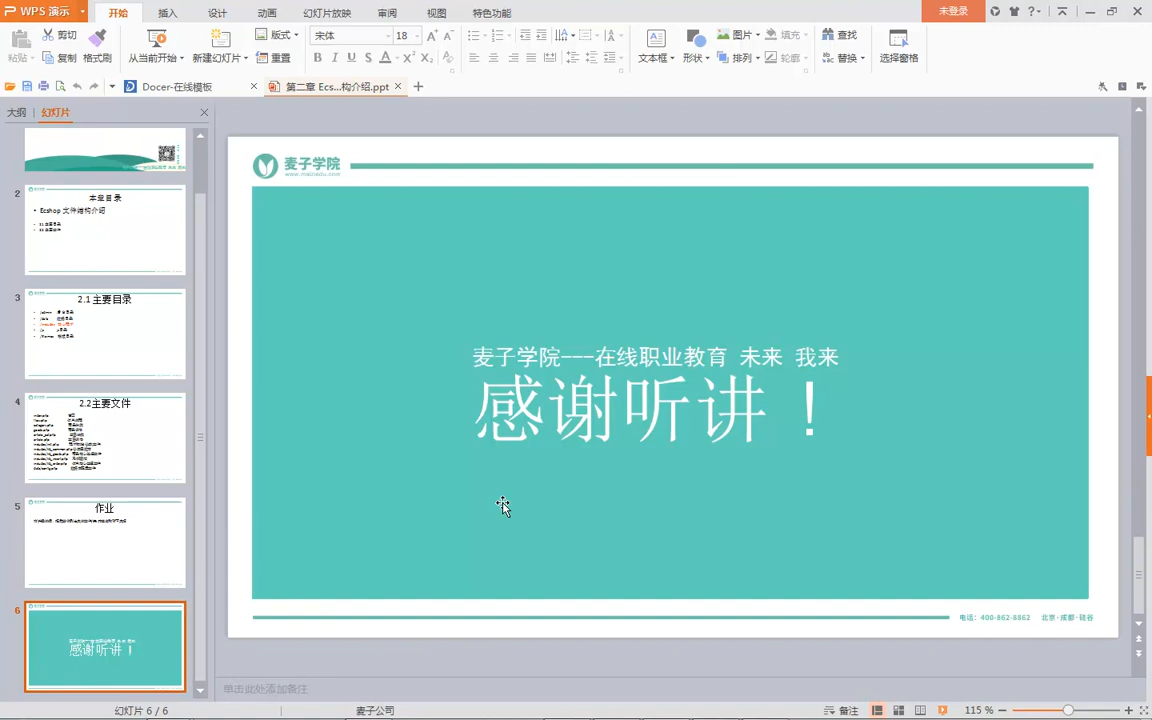 WPS 演示
开始 插入 设计 动画 幻灯片放映 审阅 视图 特色功能
未登录
粘贴 剪切 复制 格式刷
从当前开始 新建幻灯片 版式 重置
宋体 18
B I U S A X² X₂
文本框 形状 图片 排列 填充 轮廓
查找 替换 选择窗格
Docer-在线模板
第二章 Ecs...构介绍.ppt
大纲 幻灯片
2
本章目录
Ecshop 文件结构介绍
3
2.1 主要目录
4
2.2主要文件
5
作业
6
感谢听讲！
麦子学院
www.maiziedu.com
麦子学院---在线职业教育 未来 我来
感谢听讲！
电话：400-862-8862 北京·成都·硅谷
单击此处添加备注
幻灯片 6 / 6
麦子公司
备注
115 %